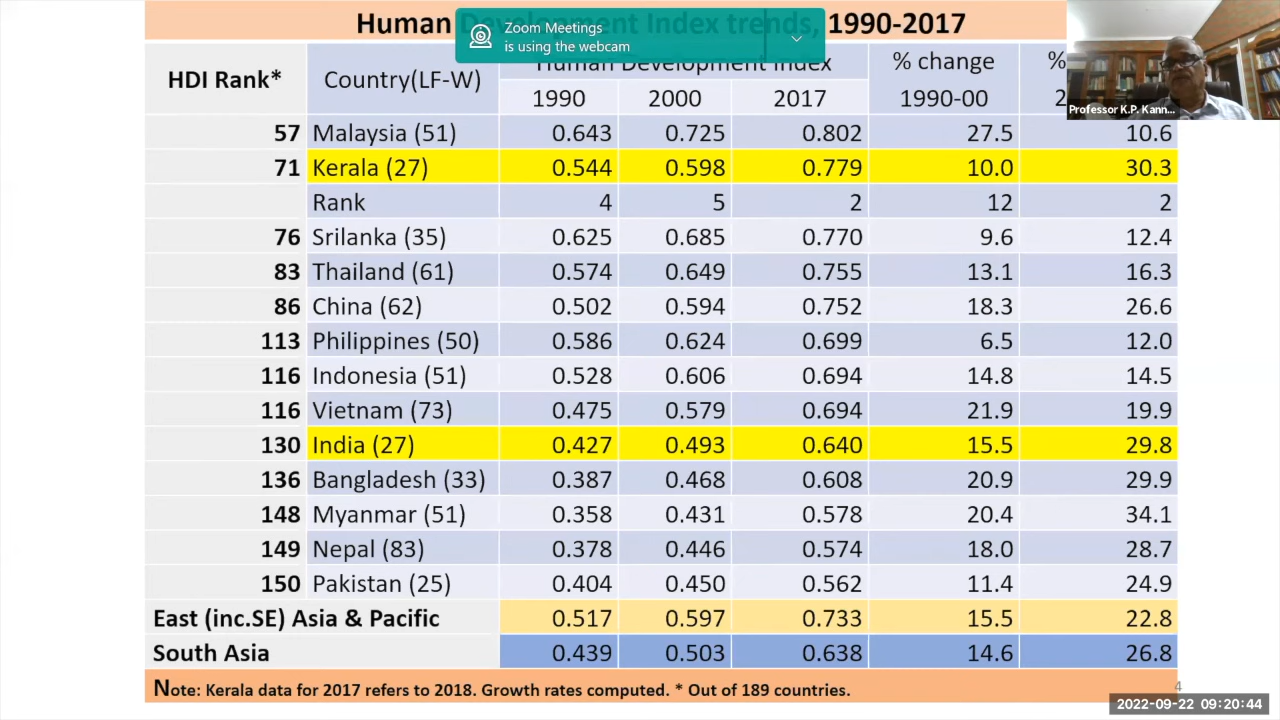 Human Development Index trends, 1990-2017
Zoom Meetings
is using the webcam
HDI Rank* Country(LF-W) Human Development Index % change %
1990 2000 2017 1990-00 2
Professor K.P. Kann...
57 Malaysia (51) 0.643 0.725 0.802 27.5 10.6
71 Kerala (27) 0.544 0.598 0.779 10.0 30.3
Rank 4 5 2 12 2
76 Srilanka (35) 0.625 0.685 0.770 9.6 12.4
83 Thailand (61) 0.574 0.649 0.755 13.1 16.3
86 China (62) 0.502 0.594 0.752 18.3 26.6
113 Philippines (50) 0.586 0.624 0.699 6.5 12.0
116 Indonesia (51) 0.528 0.606 0.694 14.8 14.5
116 Vietnam (73) 0.475 0.579 0.694 21.9 19.9
130 India (27) 0.427 0.493 0.640 15.5 29.8
136 Bangladesh (33) 0.387 0.468 0.608 20.9 29.9
148 Myanmar (51) 0.358 0.431 0.578 20.4 34.1
149 Nepal (83) 0.378 0.446 0.574 18.0 28.7
150 Pakistan (25) 0.404 0.450 0.562 11.4 24.9
East (inc.SE) Asia & Pacific 0.517 0.597 0.733 15.5 22.8
South Asia 0.439 0.503 0.638 14.6 26.8
Note: Kerala data for 2017 refers to 2018. Growth rates computed. * Out of 189 countries.
4
2022-09-22 09:20:44